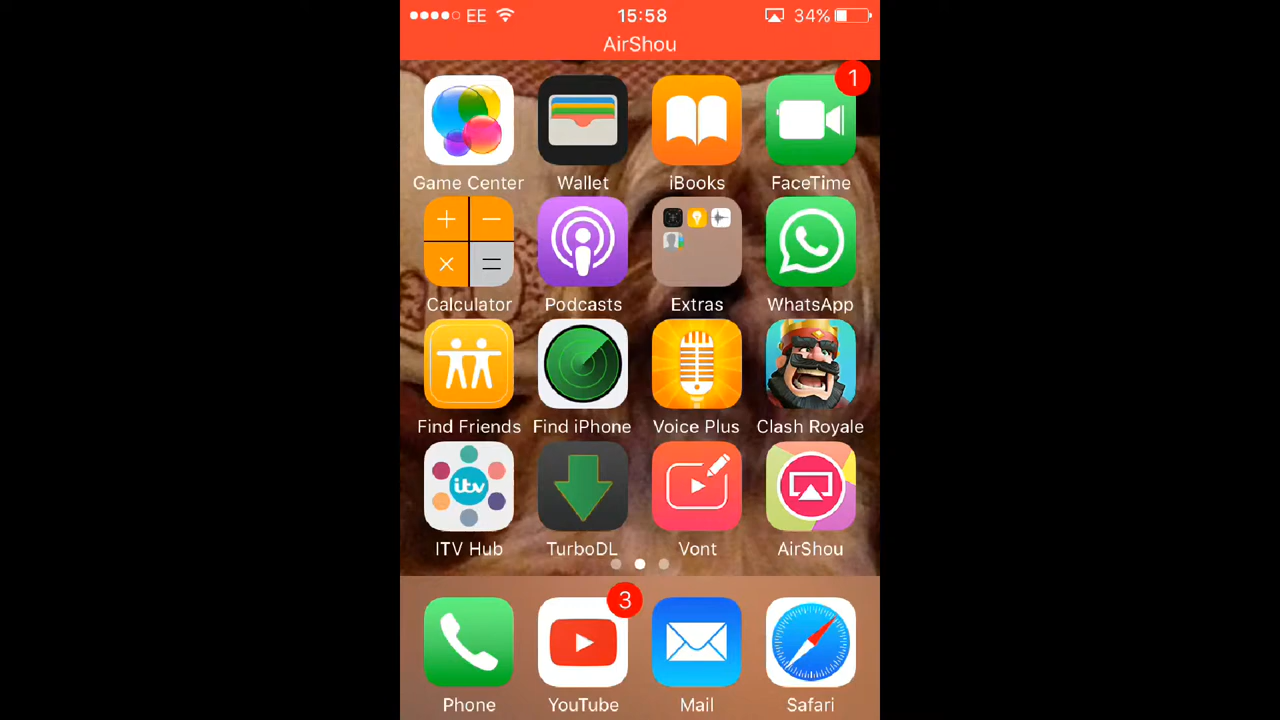 EE 15:58 34%
AirShou
1
Game Center Wallet iBooks FaceTime
Calculator Podcasts Extras WhatsApp
Find Friends Find iPhone Voice Plus Clash Royale
itv
ITV Hub TurboDL Vont AirShou
3
Phone YouTube Mail Safari